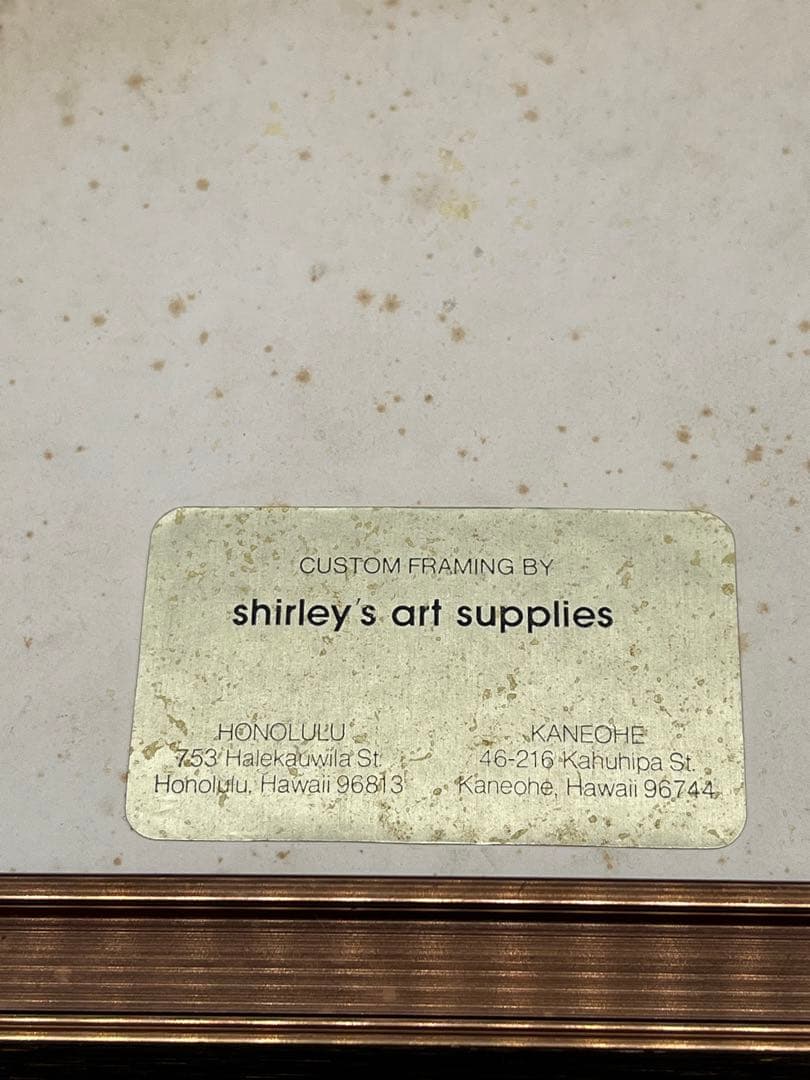 CUSTOM FRAMING BY
shirley's art supplies
HONOLULU
753 Halekauwila St.
Honolulu, Hawaii 96813
KANEOHE
46-216 Kahuhipa St.
Kaneohe, Hawaii 96744